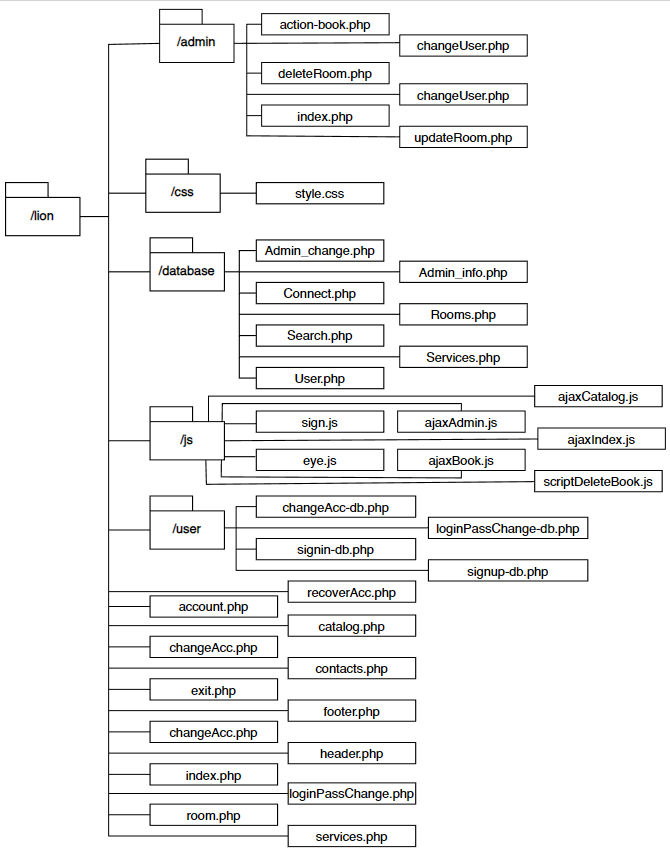 action-book.php
/admin
changeUser.php
deleteRoom.php
changeUser.php
index.php
updateRoom.php
/css
style.css
/lion
Admin_change.php
/database
Admin_info.php
Connect.php
Rooms.php
Search.php
Services.php
User.php
ajaxCatalog.js
sign.js
ajaxAdmin.js
/js
ajaxIndex.js
eye.js
ajaxBook.js
scriptDeleteBook.js
changeAcc-db.php
/user
loginPassChange-db.php
signin-db.php
signup-db.php
recoverAcc.php
account.php
catalog.php
changeAcc.php
contacts.php
exit.php
footer.php
changeAcc.php
header.php
index.php
loginPassChange.php
room.php
services.php